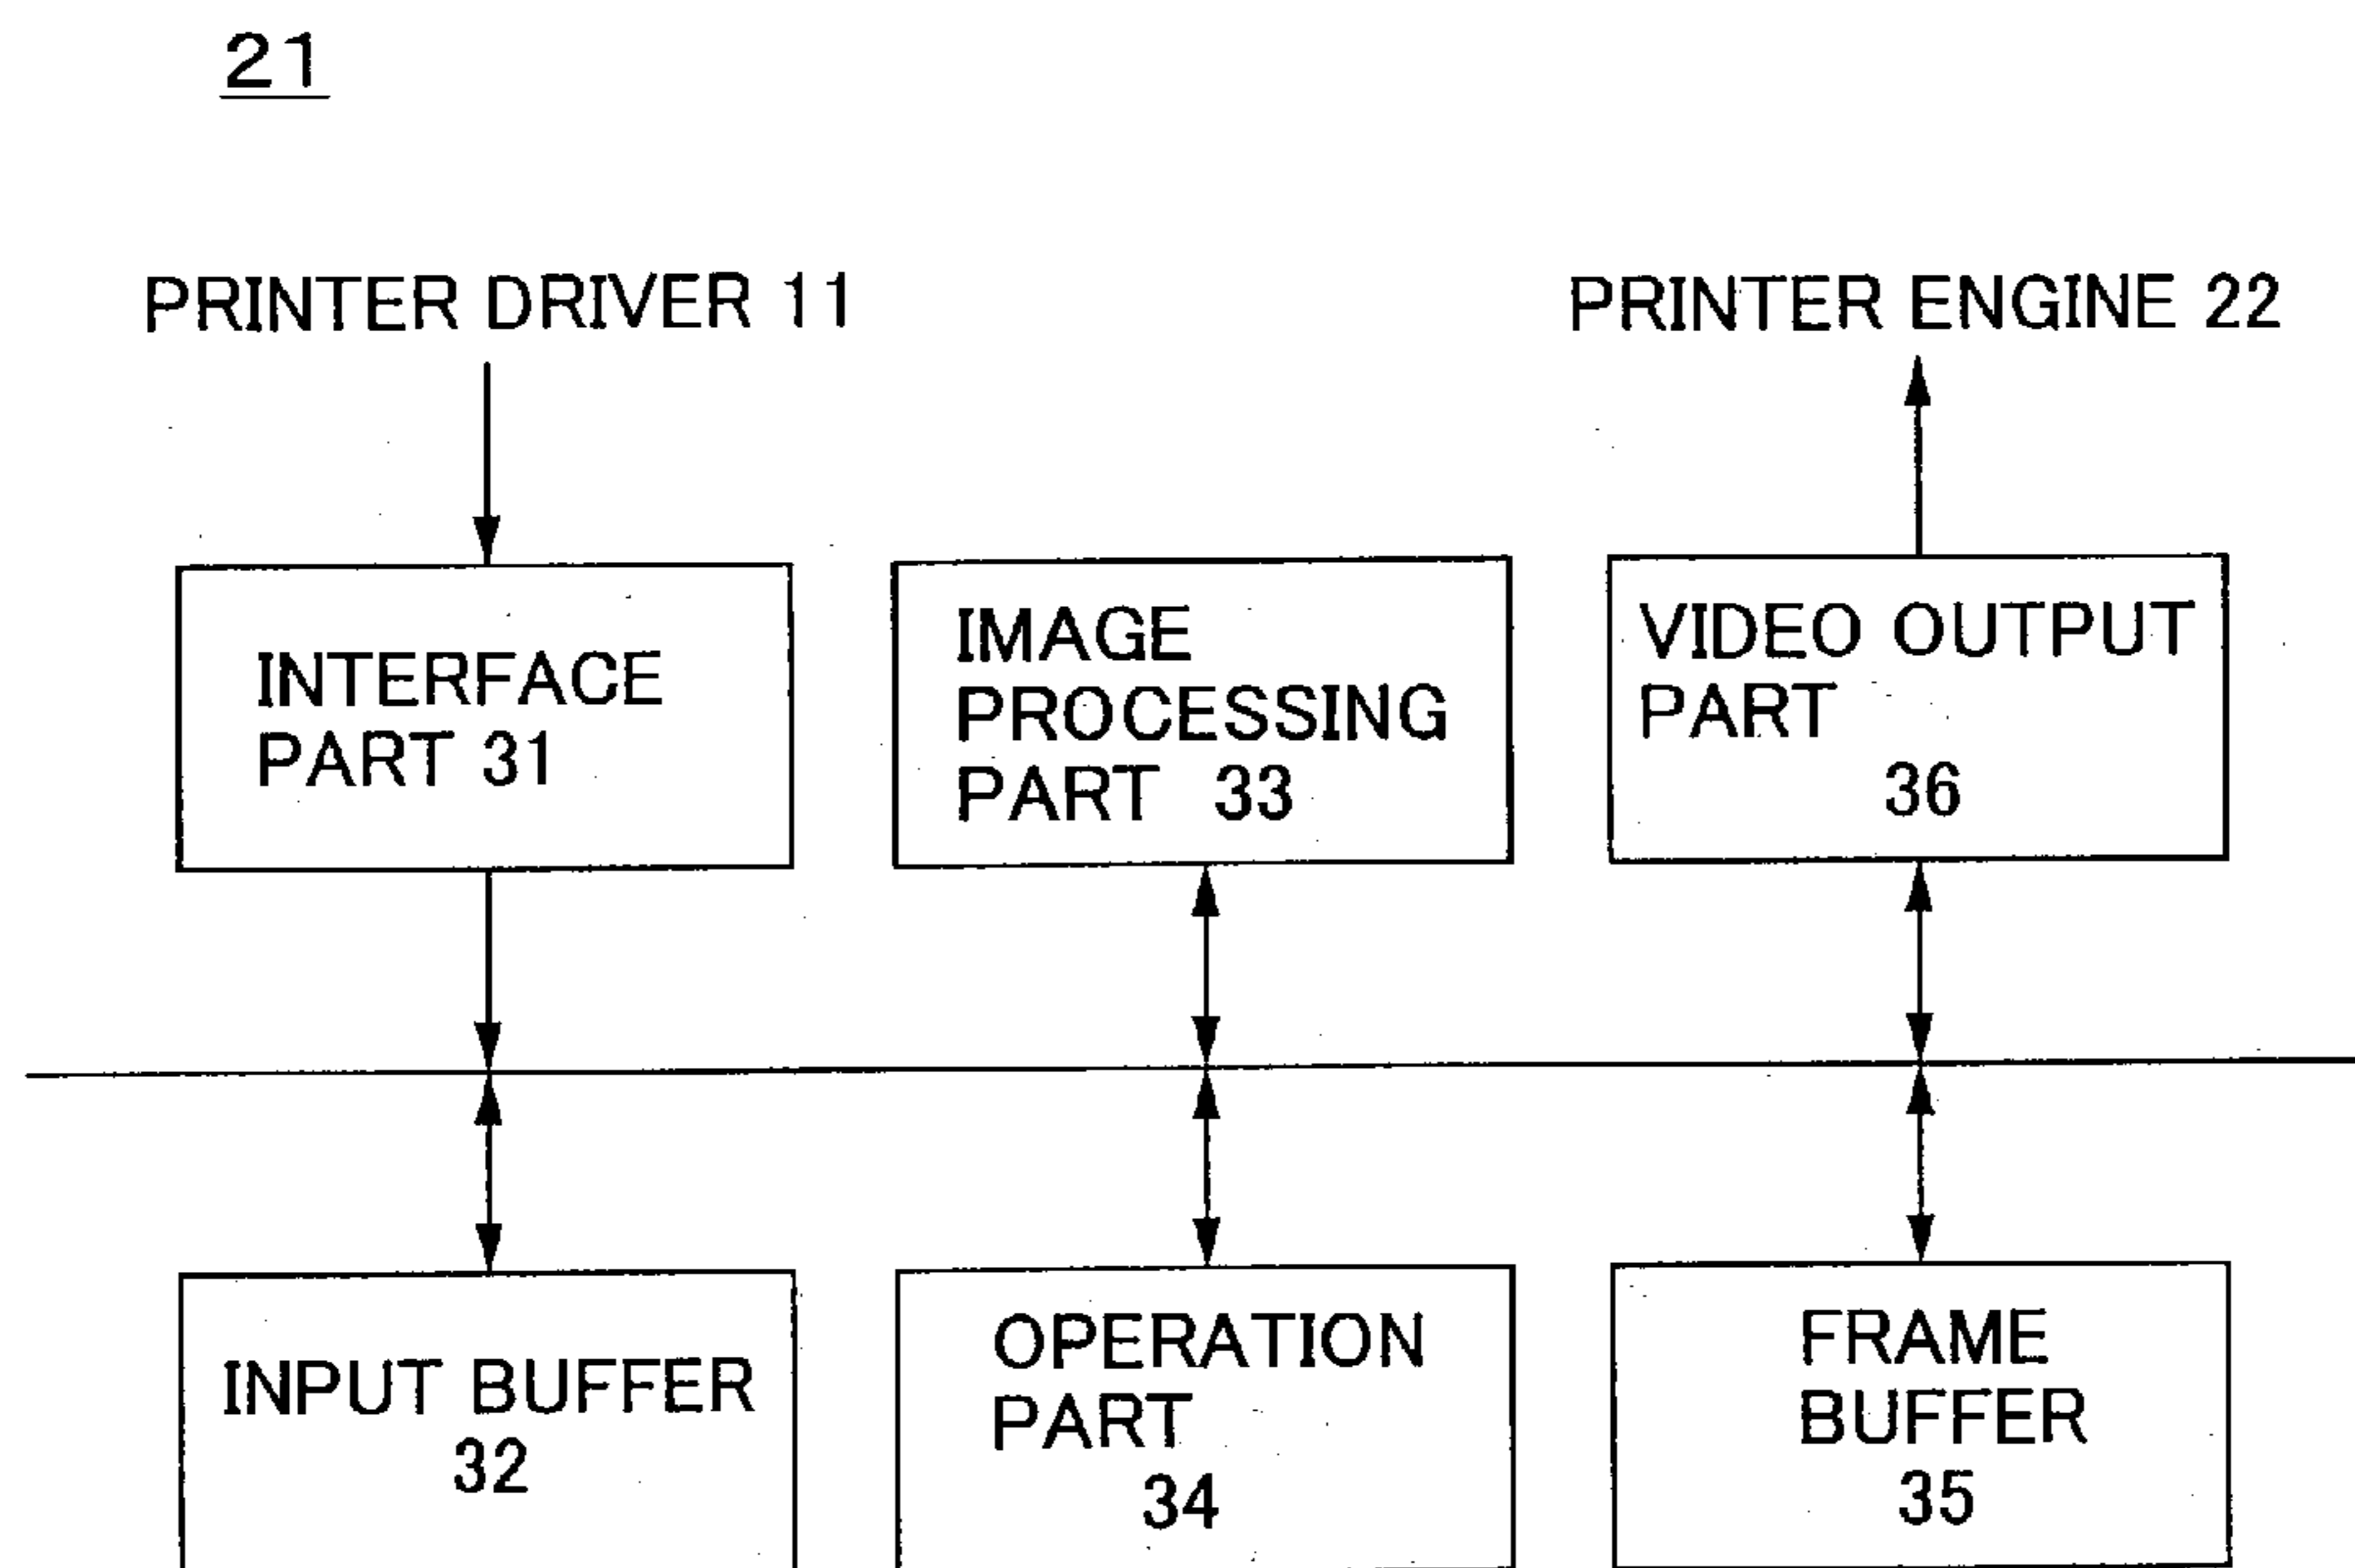 21
PRINTER DRIVER 11
PRINTER ENGINE 22
INTERFACE
PART 31
IMAGE
PROCESSING
PART 33
VIDEO OUTPUT
PART
36
INPUT BUFFER
32
OPERATION
PART
34
FRAME
BUFFER
35